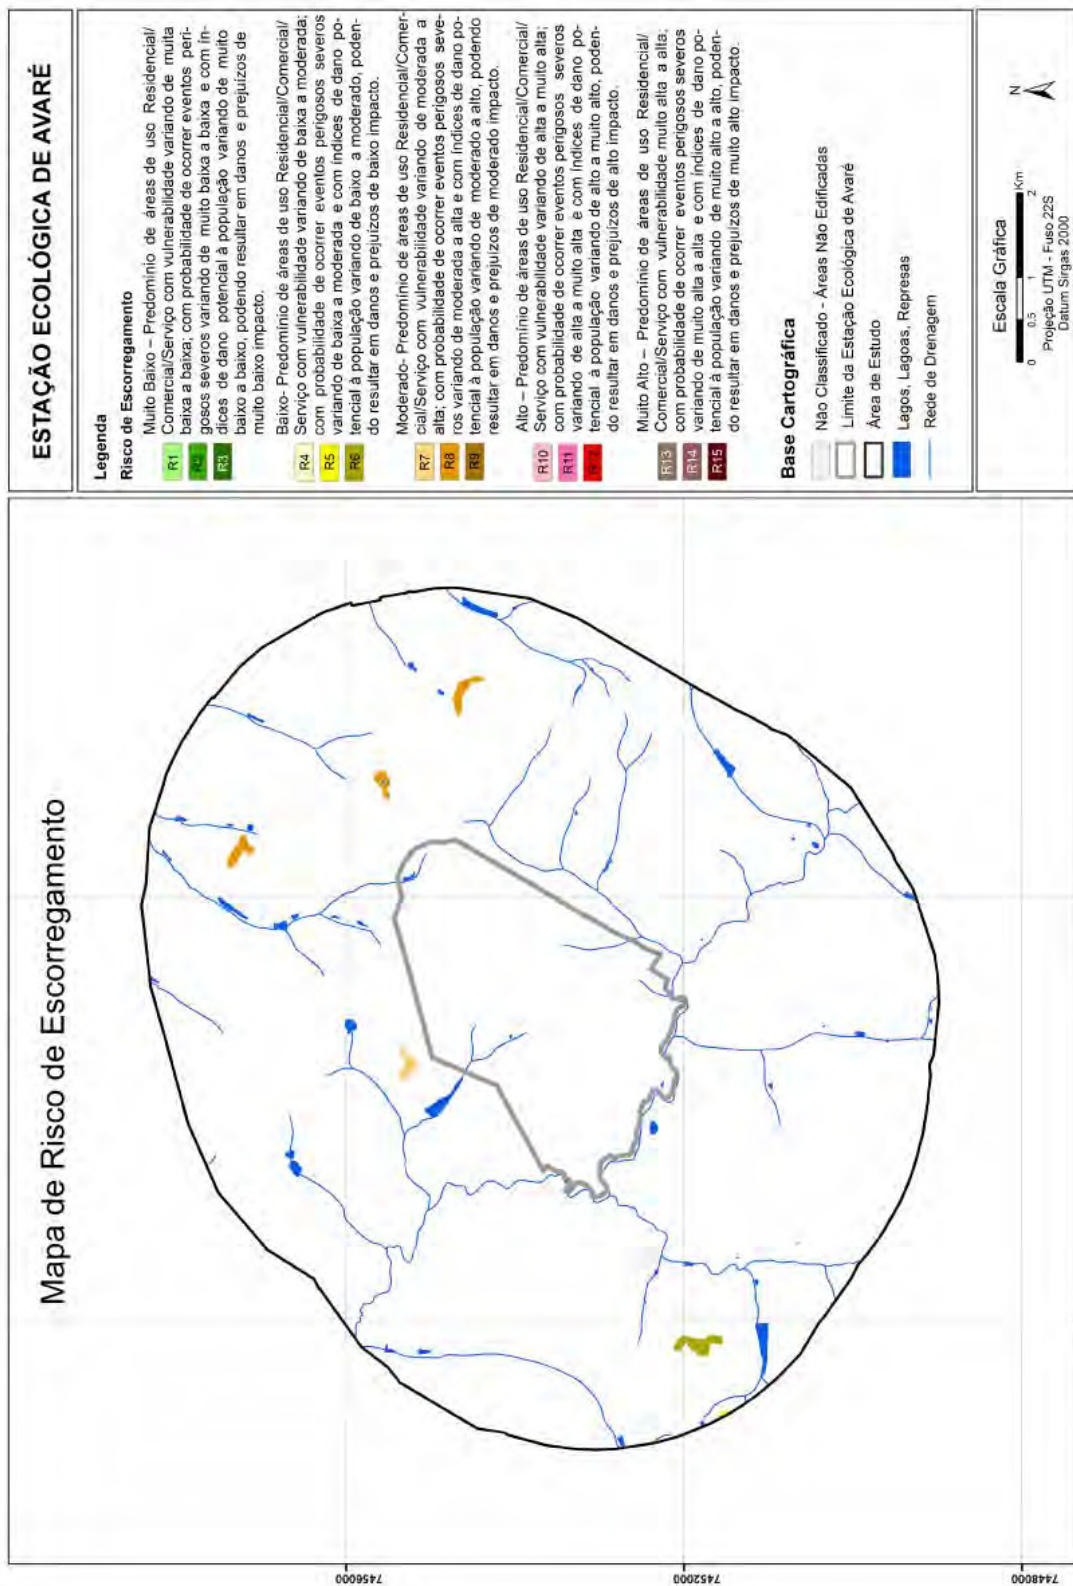 Mapa de Risco de Escorregamento
7456000
7452000
7448000
ESTAÇÃO ECOLÓGICA DE AVARÉ
Legenda
Risco de Escorregamento
R1
R2
R3
Muito Baixo – Predomínio de áreas de uso Residencial/
Comercial/Serviço com vulnerabilidade variando de muita
baixa a baixa; com probabilidade de ocorrer eventos peri-
gosos severos variando de muito baixa a baixa e com ín-
dices de dano potencial à população variando de muito
baixo a baixo, podendo resultar em danos e prejuízos de
muito baixo impacto.
R4
R5
R6
Baixo- Predomínio de áreas de uso Residencial/Comercial/
Serviço com vulnerabilidade variando de baixa a moderada;
com probabilidade de ocorrer eventos perigosos severos
variando de baixa a moderada e com índices de dano po-
tencial à população variando de baixo a moderado, poden-
do resultar em danos e prejuízos de baixo impacto.
R7
R8
R9
Moderado- Predomínio de áreas de uso Residencial/Comer-
cial/Serviço com vulnerabilidade variando de moderada a
alta; com probabilidade de ocorrer eventos perigosos seve-
ros variando de moderada a alta e com índices de dano po-
tencial à população variando de moderado a alto, podendo
resultar em danos e prejuízos de moderado impacto.
R10
R11
R12
Alto – Predomínio de áreas de uso Residencial/Comercial/
Serviço com vulnerabilidade variando de alta a muito alta;
com probabilidade de ocorrer eventos perigosos severos
variando de alta a muito alta e com índices de dano po-
tencial à população variando de alto a muito alto, poden-
do resultar em danos e prejuízos de alto impacto.
R13
R14
R15
Muito Alto – Predomínio de áreas de uso Residencial/
Comercial/Serviço com vulnerabilidade muito alta a alta;
com probabilidade de ocorrer eventos perigosos severos
variando de muito alta a alta e com índices de dano po-
tencial à população variando de muito alto a alto, poden-
do resultar em danos e prejuízos de muito alto impacto.
Base Cartográfica
Não Classificado - Áreas Não Edificadas
Limite da Estação Ecológica de Avaré
Área de Estudo
Lagos, Lagoas, Represas
Rede de Drenagem
Escala Gráfica
0 0.5 1 2
Km
Projeção UTM - Fuso 22S
Datum Sirgas 2000
N